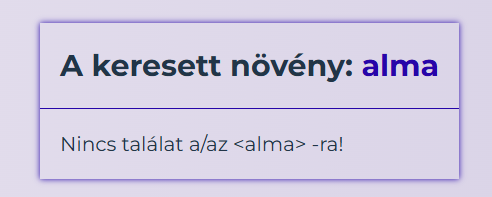 A keresett növény: alma
Nincs találat a/az <alma> -ra!